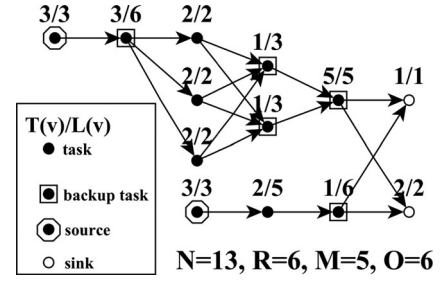 3/3 3/6 2/2
1/3
2/2 5/5 1/1
1/3
T(v)/L(v) 2/2
task
3/3 2/5 1/6 2/2
backup task
source
sink
N=13, R=6, M=5, O=6